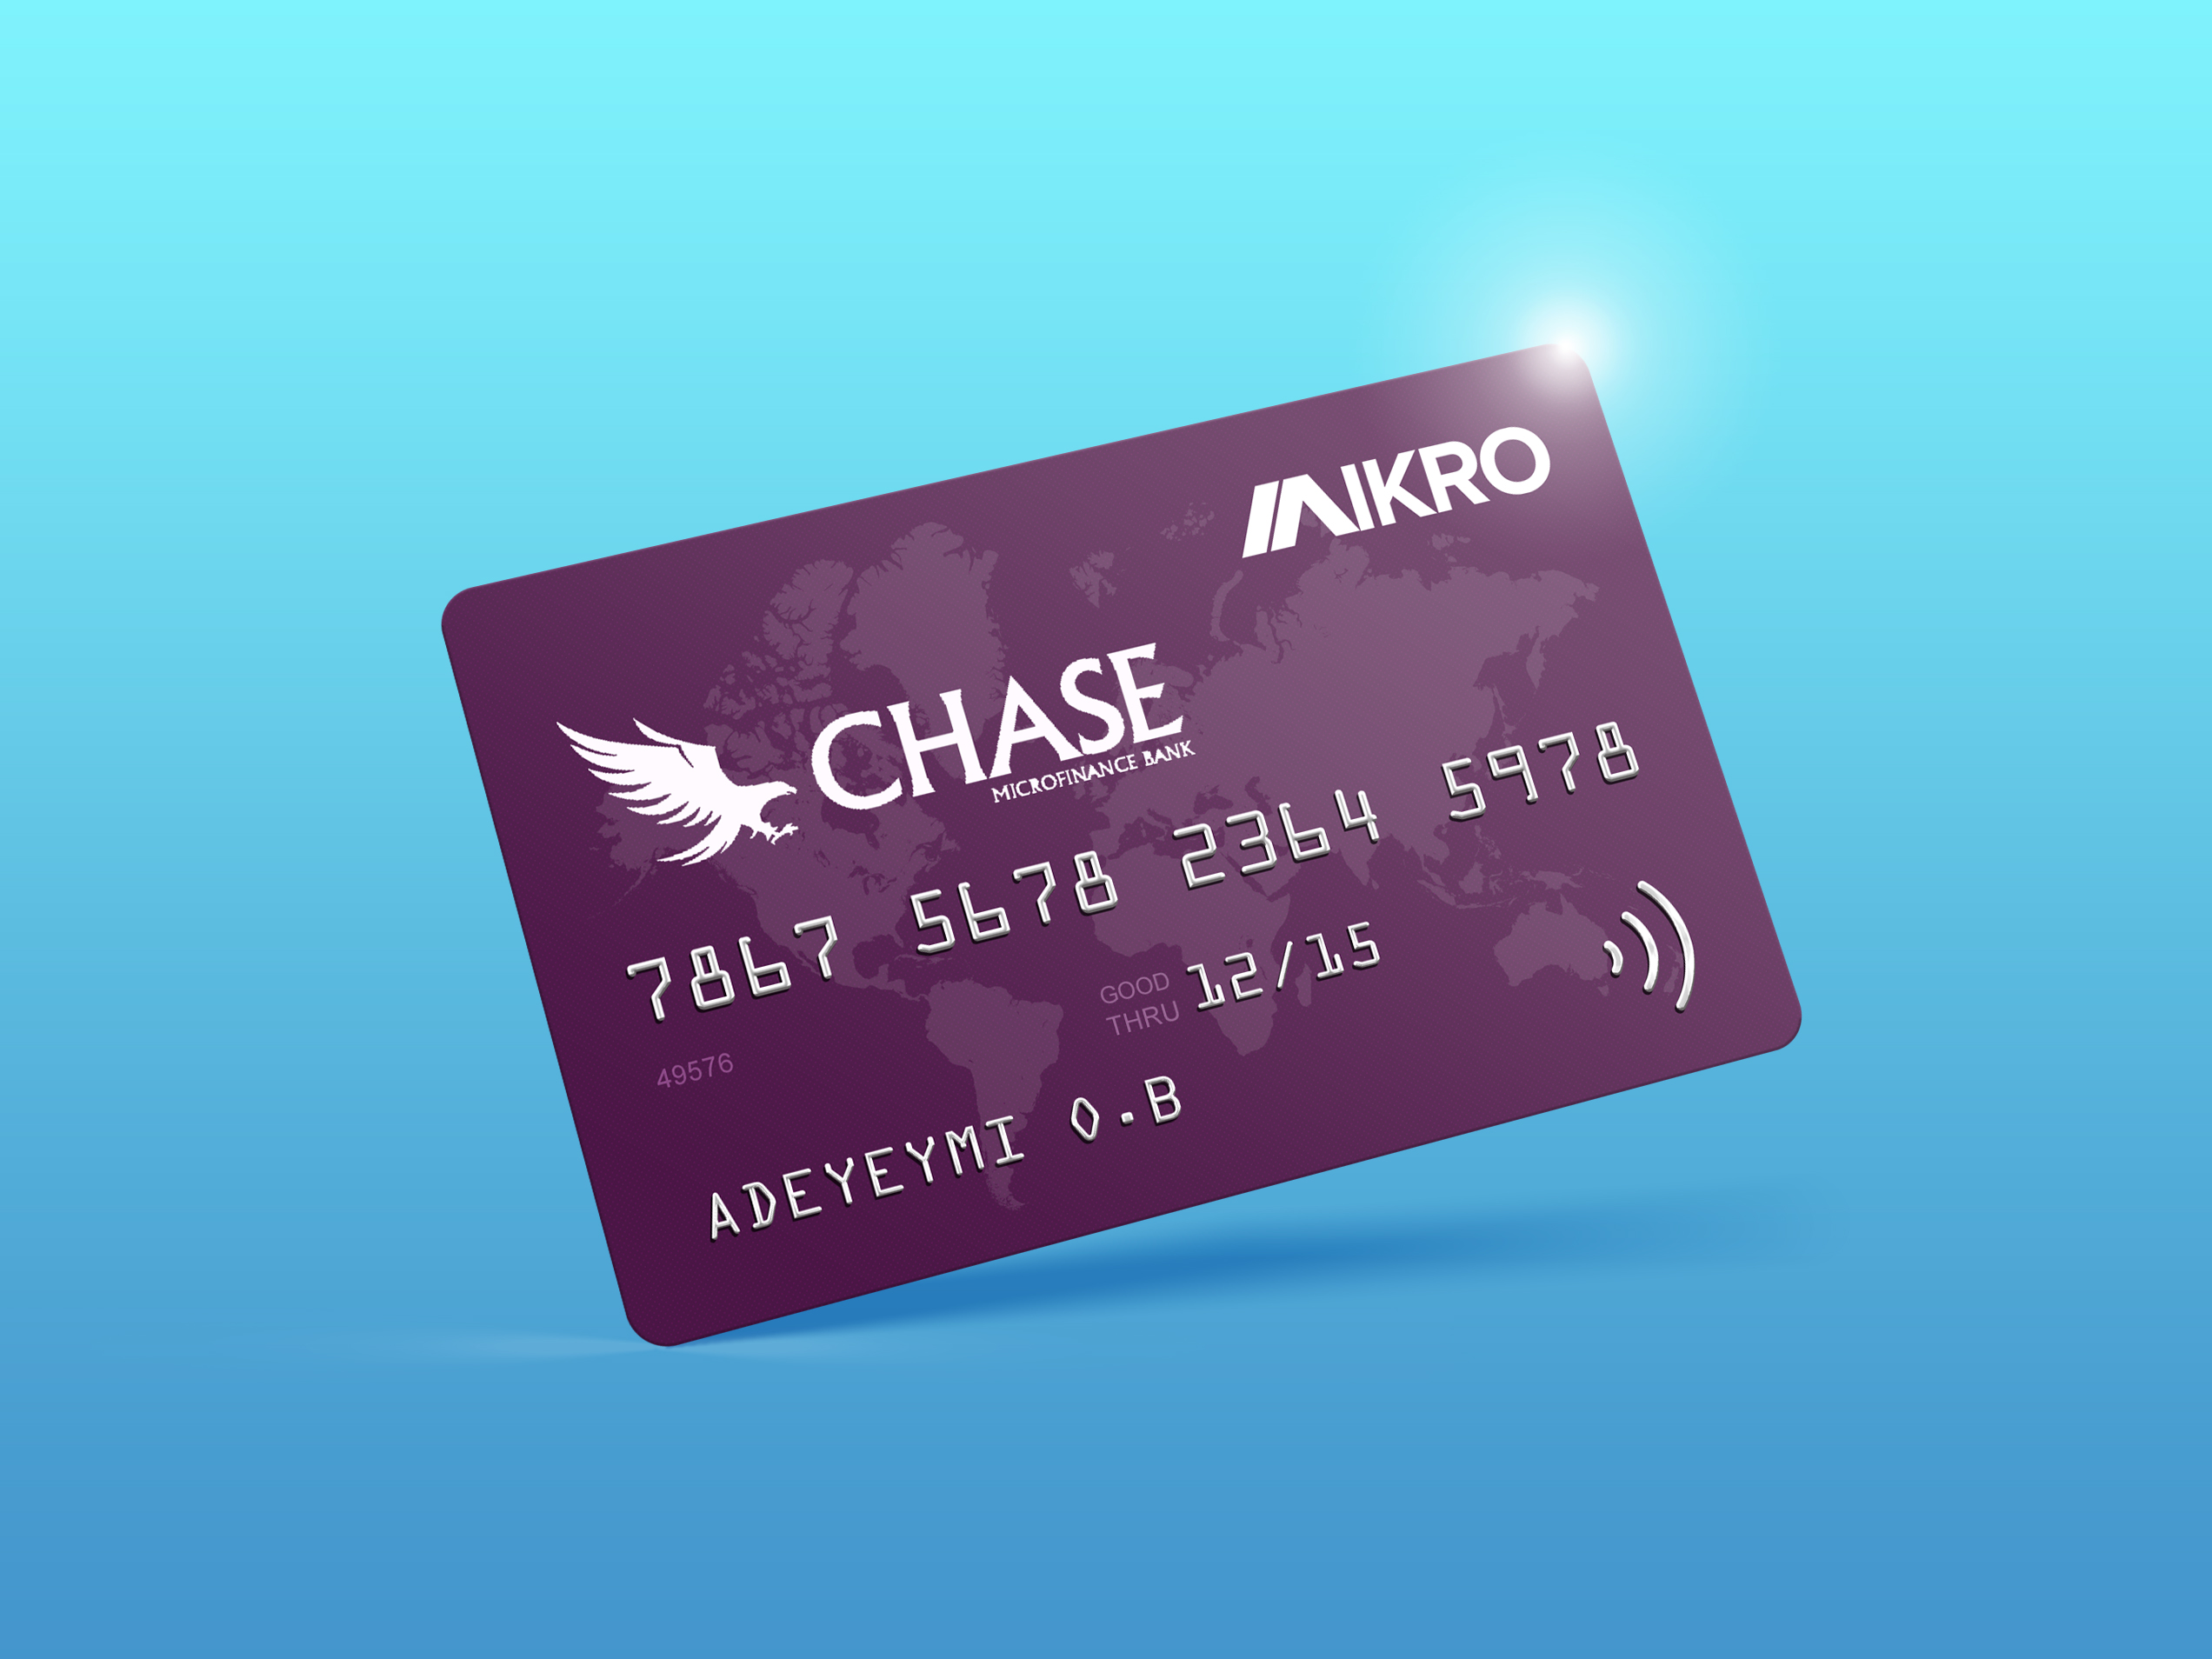 MIKRO
CHASE
MICROFINANCE BANK
7867 5678 2364 5978
GOOD THRU 12/15
49576
ADEYEYMI O.B